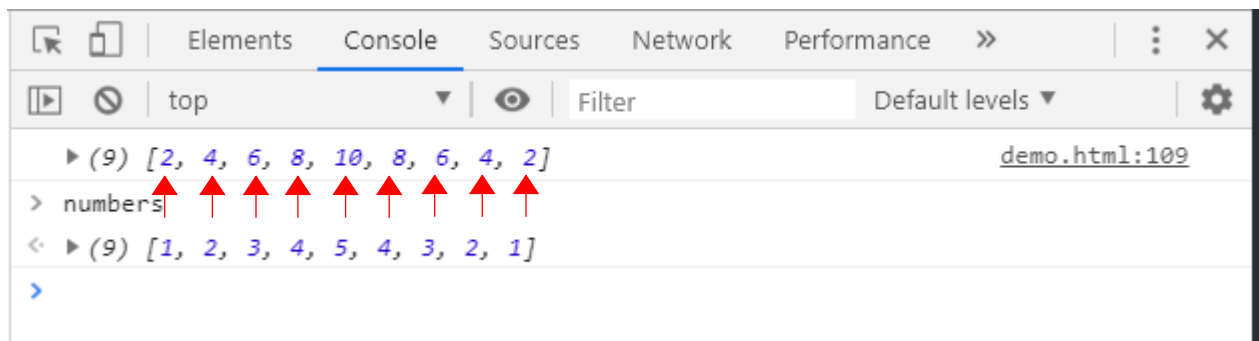 Elements Console Sources Network Performance »
top ▼ Filter Default levels ▼
▶ (9) [2, 4, 6, 8, 10, 8, 6, 4, 2] demo.html:109
> numbers
▶ (9) [1, 2, 3, 4, 5, 4, 3, 2, 1]
>